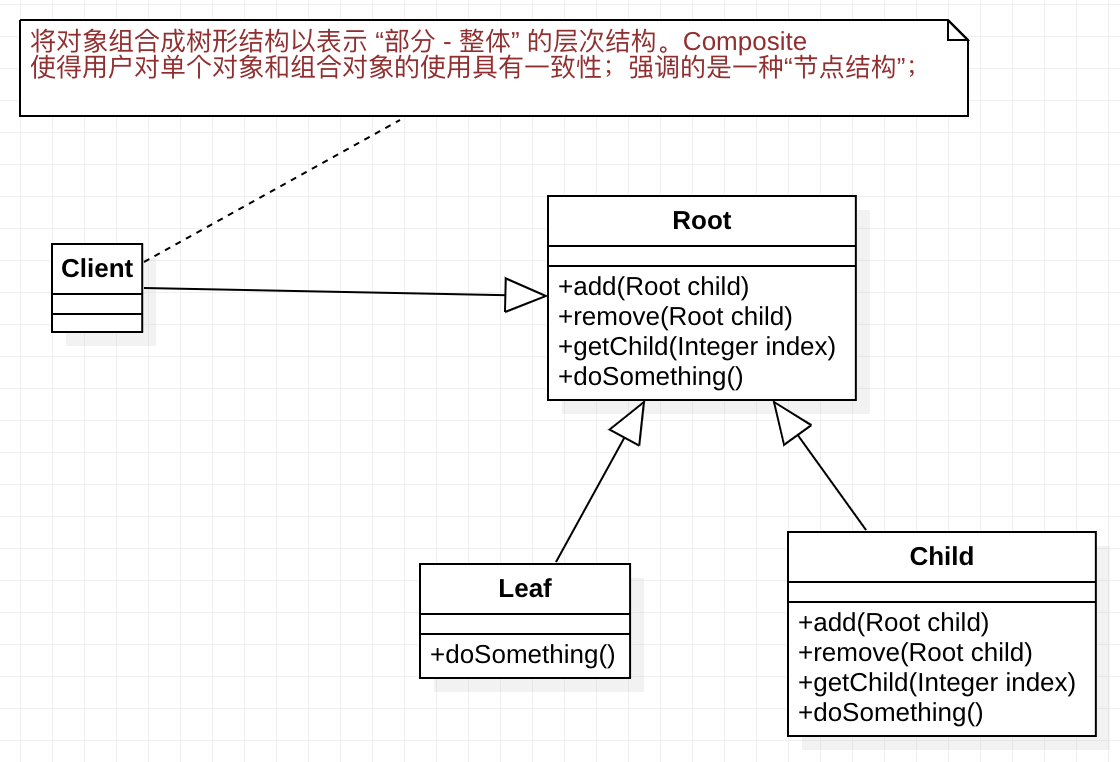 将对象组合成树形结构以表示 “部分 - 整体” 的层次结构。Composite
使得用户对单个对象和组合对象的使用具有一致性；强调的是一种“节点结构”；
Root
+add(Root child)
+remove(Root child)
+getChild(Integer index)
+doSomething()
Client
Leaf
+doSomething()
Child
+add(Root child)
+remove(Root child)
+getChild(Integer index)
+doSomething()